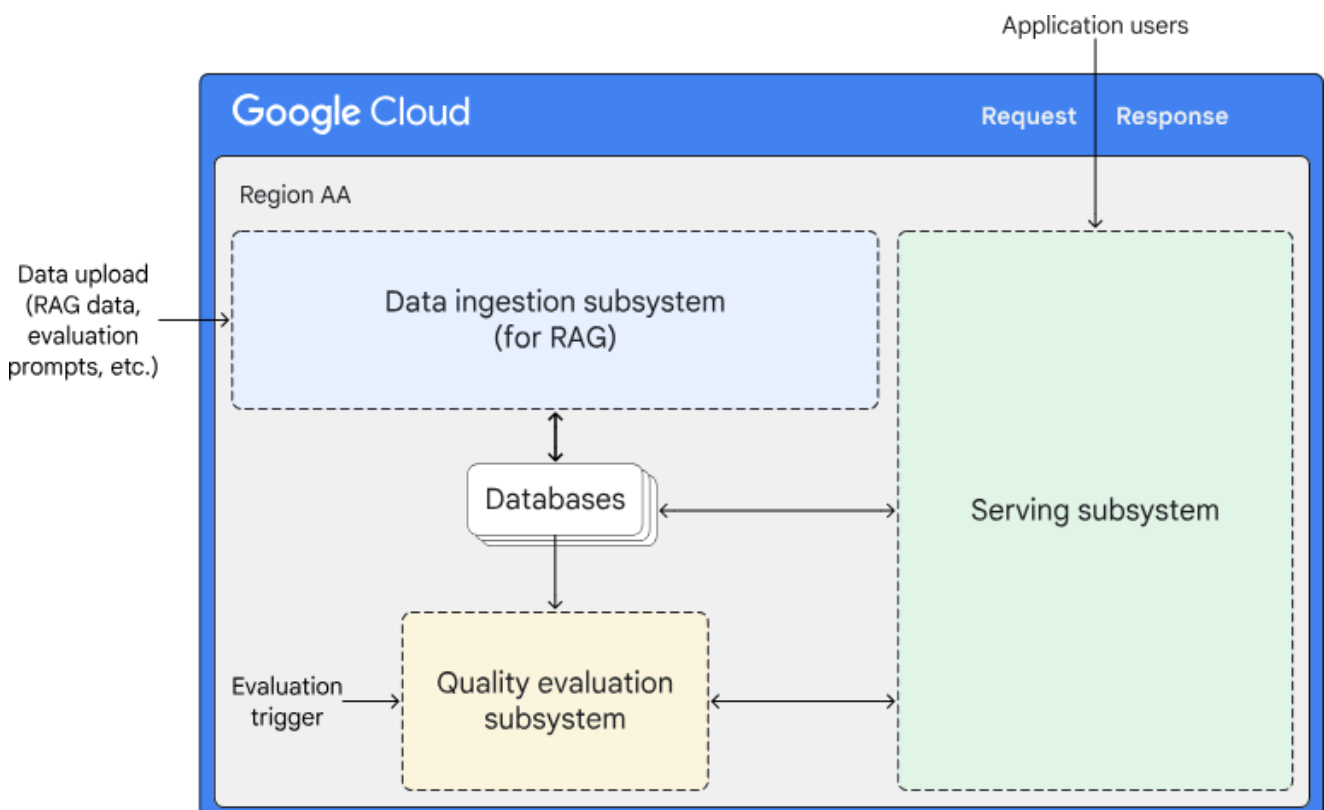 Application users
Google Cloud
Request Response
Region AA
Data upload
(RAG data,
evaluation
prompts, etc.)
Data ingestion subsystem
(for RAG)
Databases
Serving subsystem
Evaluation
trigger
Quality evaluation
subsystem